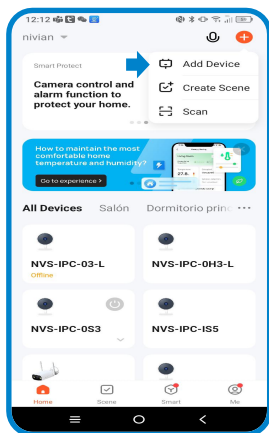 12:12
nivian
Add Device
Create Scene
Scan
Smart Protect
Camera control and
alarm function to
protect your home.
How to maintain the most
comfortable home
temperature and humidity?
Go to experience >
All Devices Salón Dormitorio princ
NVS-IPC-03-L
Offline
NVS-IPC-0H3-L
NVS-IPC-0S3
NVS-IPC-IS5
Home Scene Smart Me